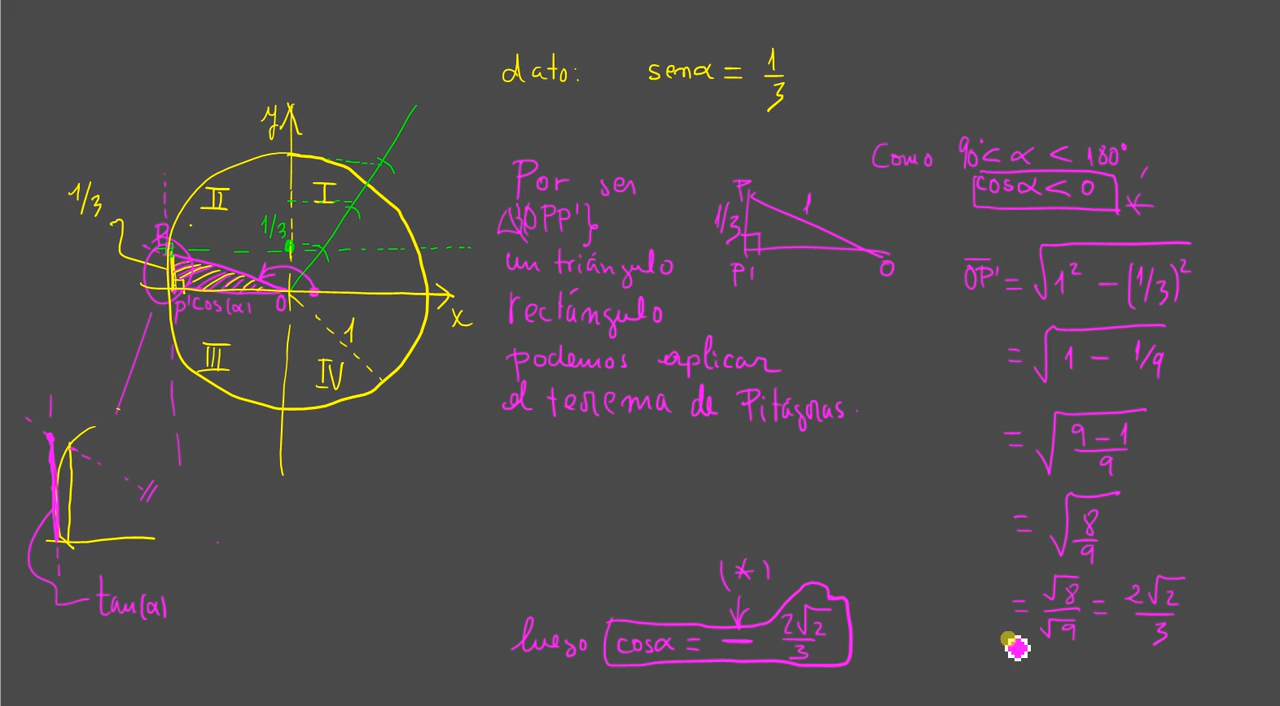 dato: senα = 1/3
y
II
I
1/3
1/3
P
P'
cos(α)
O
x
1
III
IV
tan(α)
Por ser
△{OPP'}
un triángulo
rectángulo
podemos aplicar
el teorema de Pitágoras.
P
1
1/3
P'
O
Como 90° < α < 180°,
cosα < 0 *
OP' = √(1² - (1/3)²)
= √(1 - 1/9)
= √((9-1)/9)
= √(8/9)
= √8/√9 = 2√2/3
(*)
luego cosα = - 2√2/3